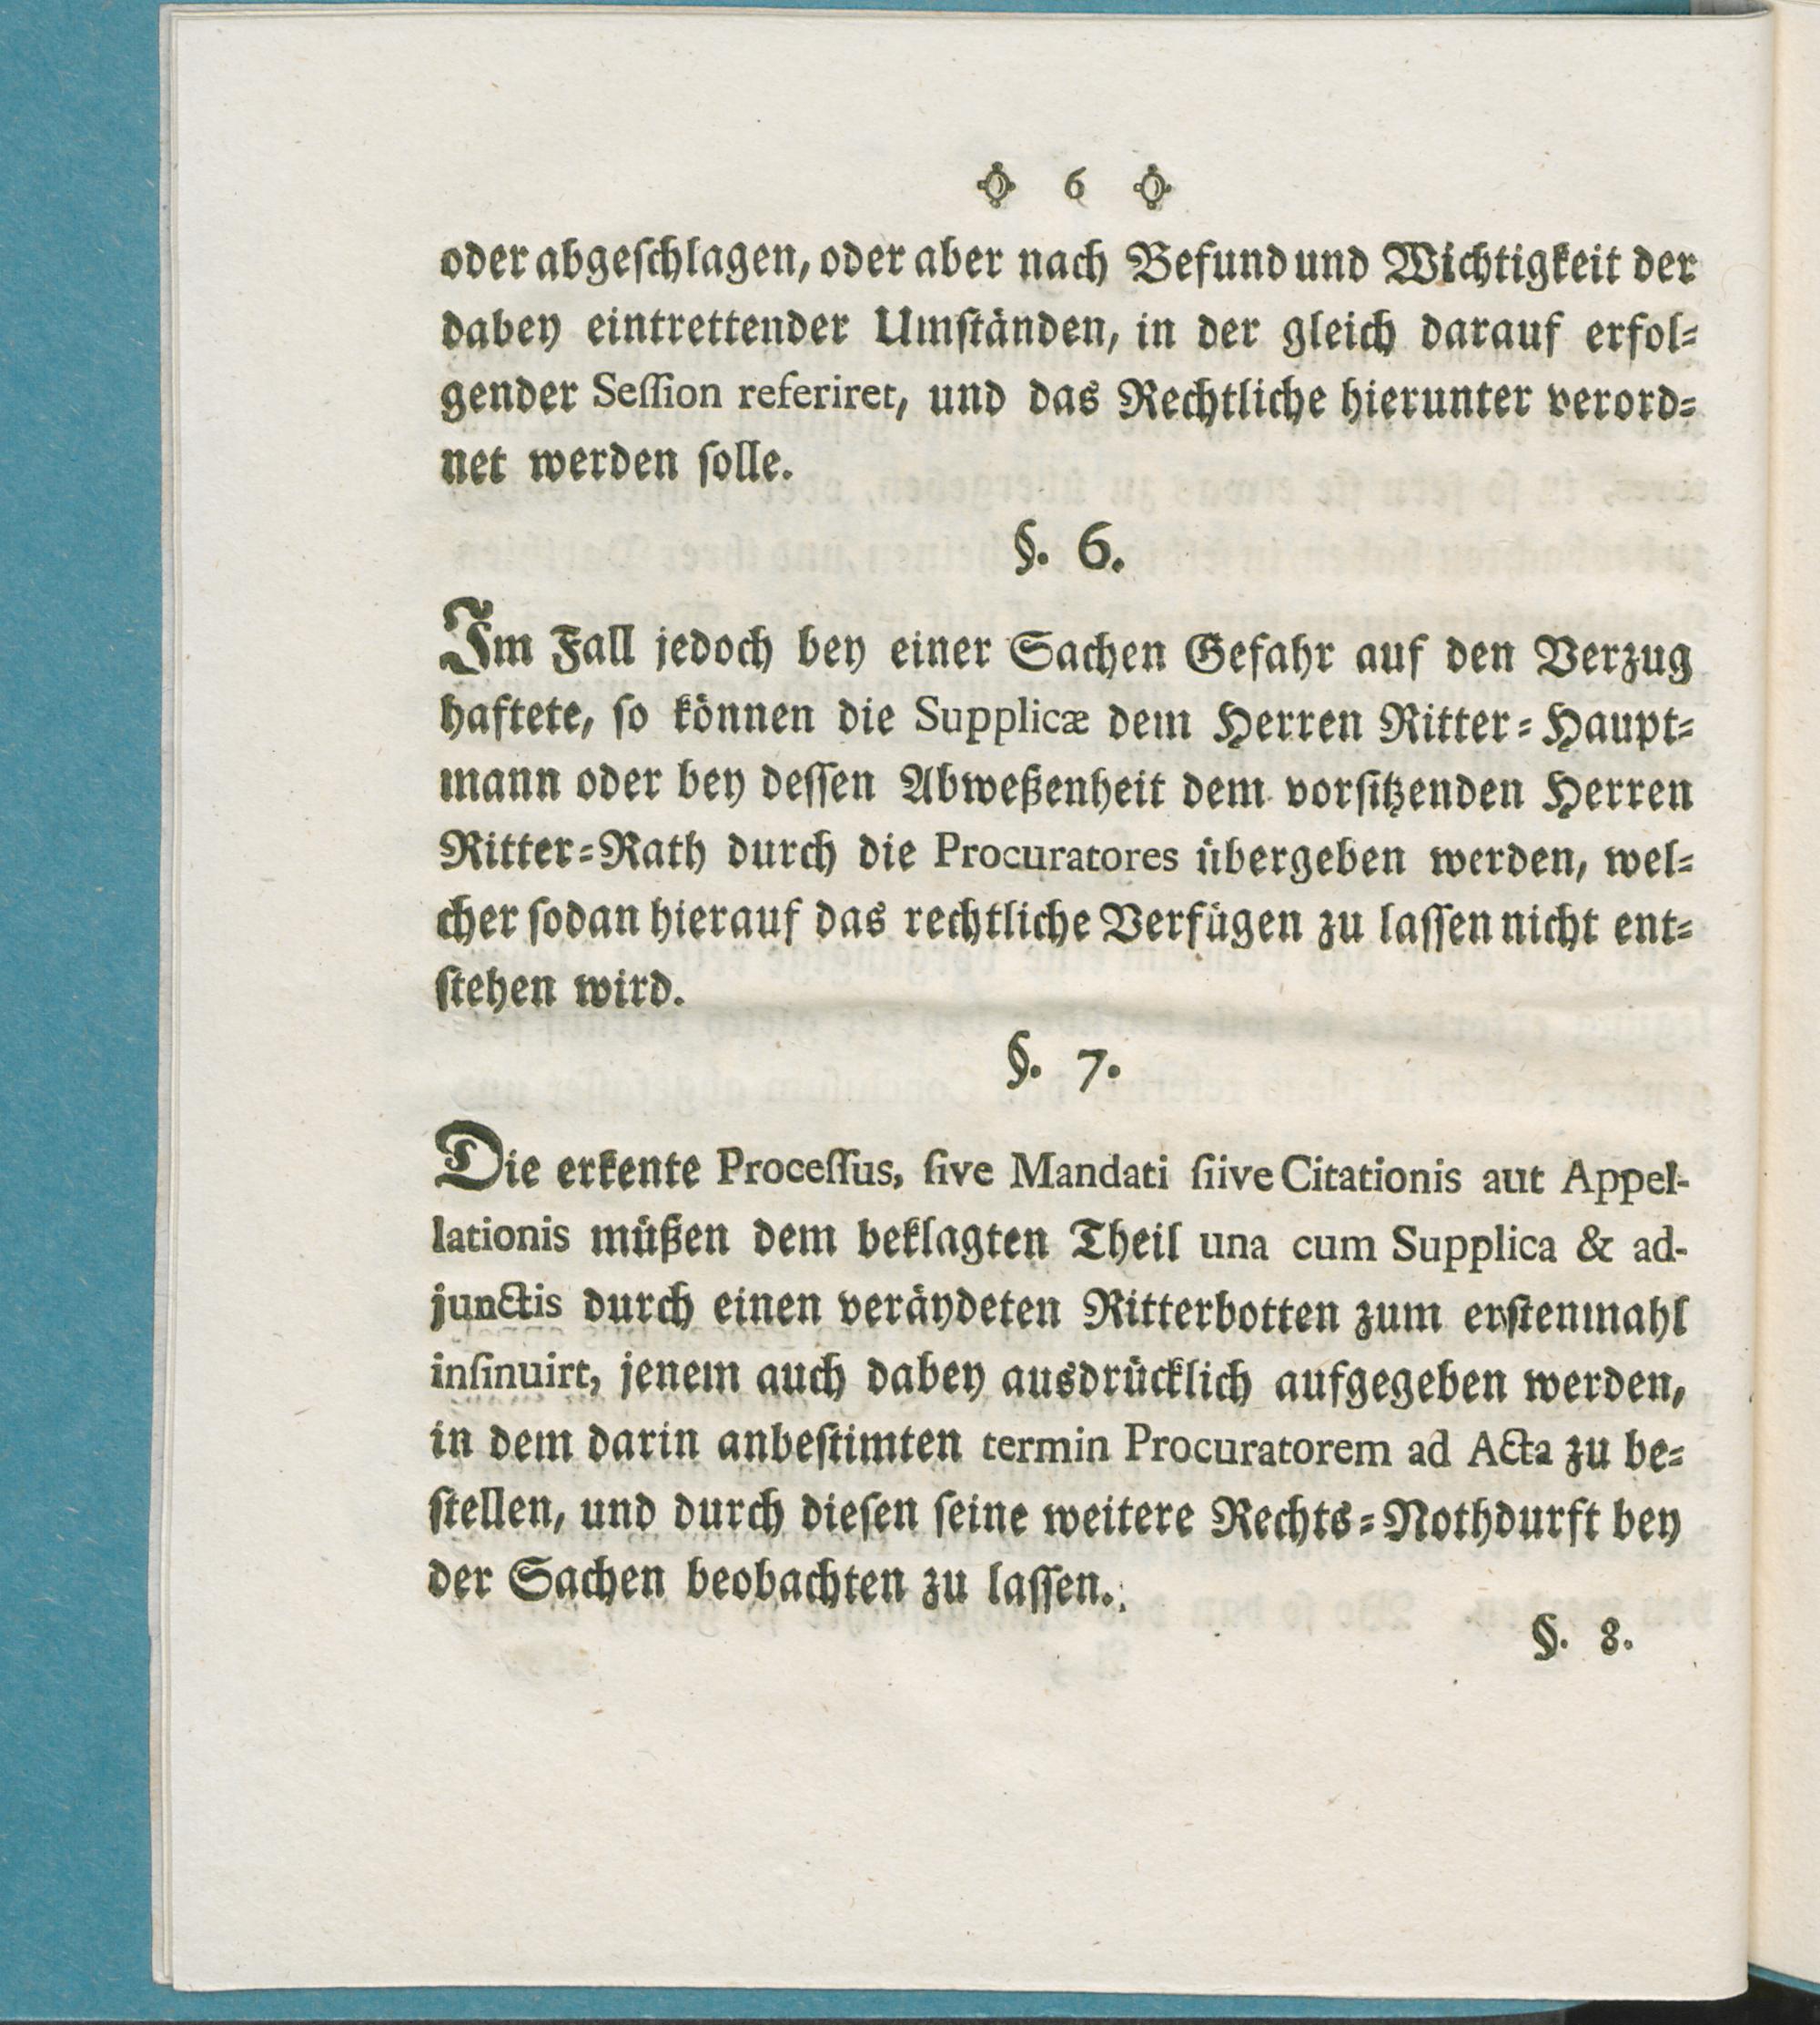 6
oder abgeſchlagen, oder aber nach Befund und Wichtigkeit der
dabey eintrettender Umſtänden, in der gleich darauf erfol⸗
gender Seſſion referiret, und das Rechtliche hierunter verord⸗
net werden ſolle.
§. 6.
Im Fall jedoch bey einer Sachen Gefahr auf den Verzug
haftete, ſo können die Supplicæ dem Herren Ritter⸗Haupt⸗
mann oder bey deſſen Abweßenheit dem vorſitzenden Herren
Ritter⸗Rath durch die Procuratores übergeben werden, wel⸗
cher ſodan hierauf das rechtliche Verfügen zu laſſen nicht ent⸗
ſtehen wird.
§. 7.
Die erkente Proceſſus, ſive Mandati ſiive Citationis aut Appel-
lationis müßen dem beklagten Theil una cum Supplica & ad-
junctis durch einen veräydeten Ritterbotten zum erſtenmahl
inſinuirt, jenem auch dabey ausdrücklich aufgegeben werden,
in dem darin anbeſtimten termin Procuratorem ad Acta zu be⸗
ſtellen, und durch dieſen ſeine weitere Rechts⸗Nothdurft bey
der Sachen beobachten zu laſſen.
§. 8.